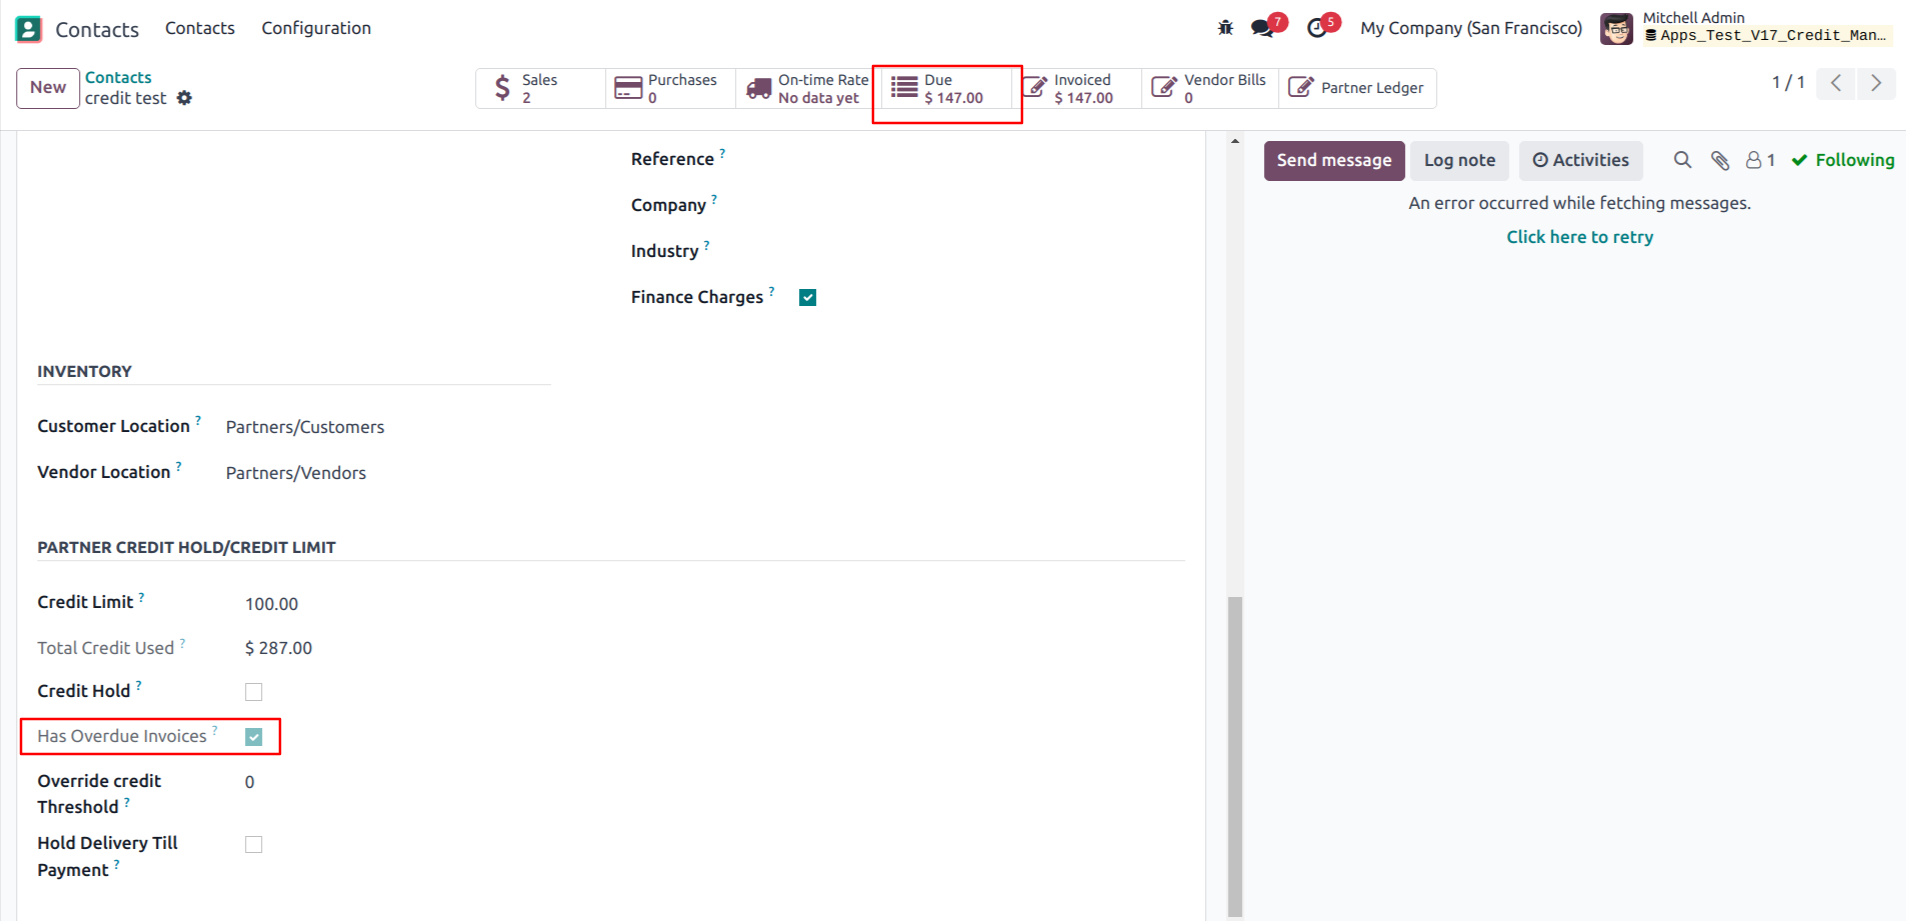 Contacts Contacts Configuration 7 5 My Company (San Francisco) Mitchell Admin
Apps_Test_V17_Credit_Man...
New Contacts
credit test
Sales
2
Purchases
0
On-time Rate
No data yet
Due
$ 147.00
Invoiced
$ 147.00
Vendor Bills
0
Partner Ledger
1 / 1
Reference ?
Company ?
Industry ?
Finance Charges ?
INVENTORY
Customer Location ? Partners/Customers
Vendor Location ? Partners/Vendors
PARTNER CREDIT HOLD/CREDIT LIMIT
Credit Limit ? 100.00
Total Credit Used ? $ 287.00
Credit Hold ?
Has Overdue Invoices ?
Override credit 0
Threshold ?
Hold Delivery Till
Payment ?
Send message Log note Activities 1 Following
An error occurred while fetching messages.
Click here to retry